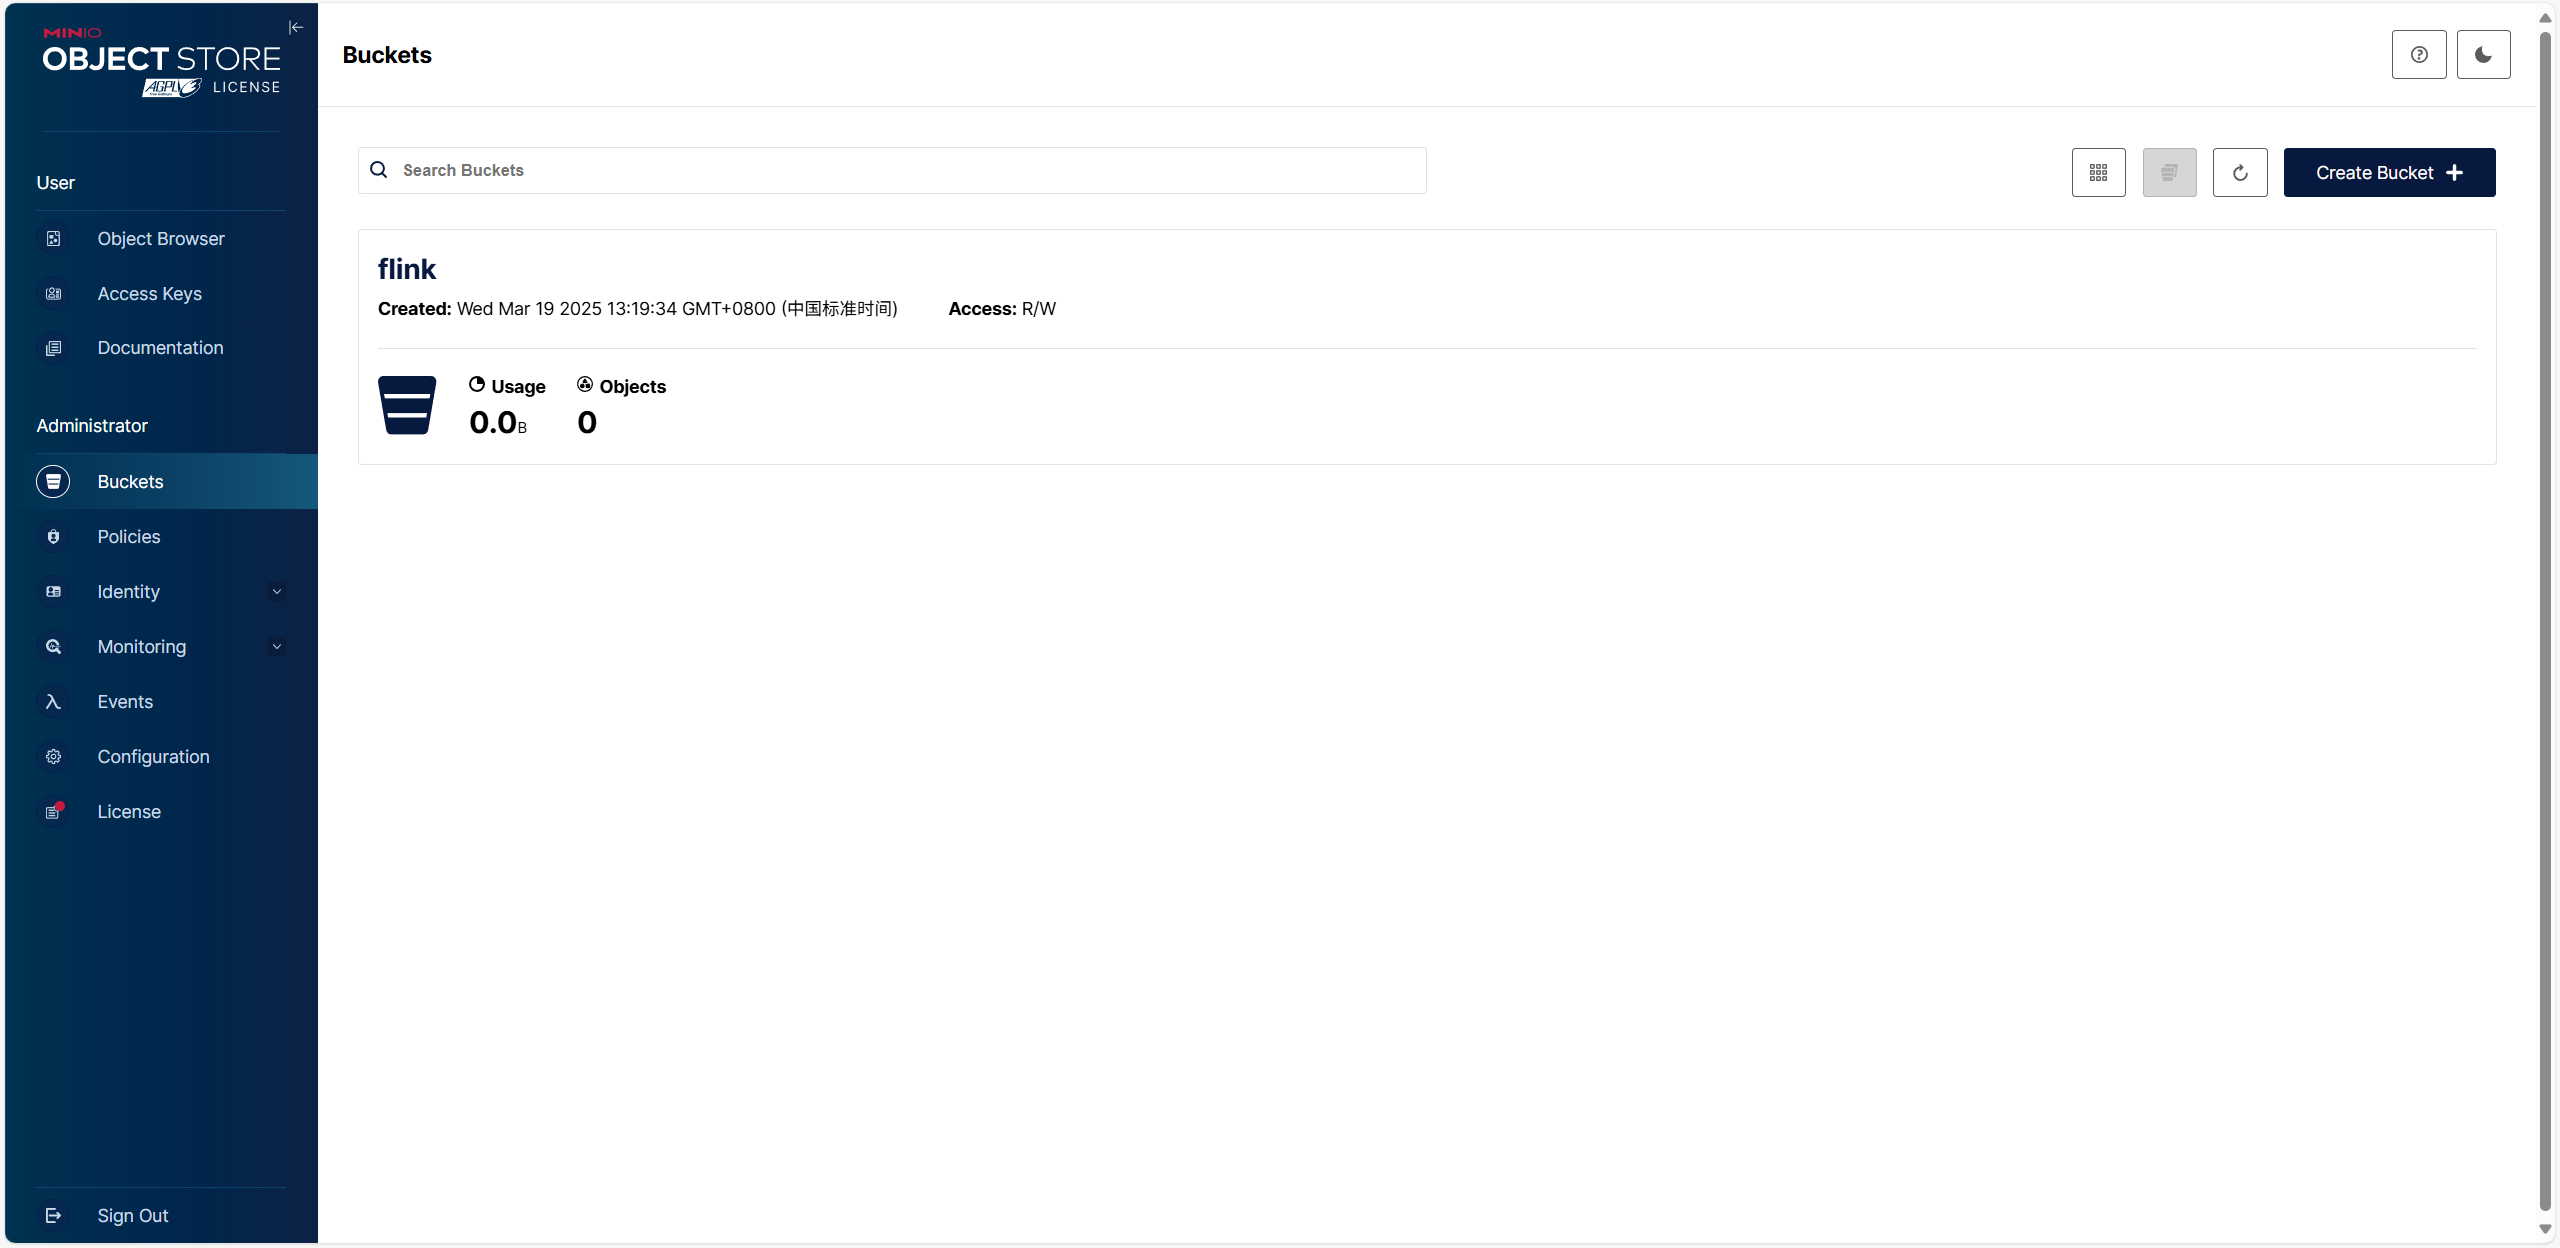 MINIO
OBJECT STORE
AGPL LICENSE
User
Object Browser
Access Keys
Documentation
Administrator
Buckets
Policies
Identity
Monitoring
Events
Configuration
License
Sign Out
Buckets
Search Buckets
Create Bucket
flink
Created: Wed Mar 19 2025 13:19:34 GMT+0800 (中国标准时间) Access: R/W
Usage Objects
0.0B 0